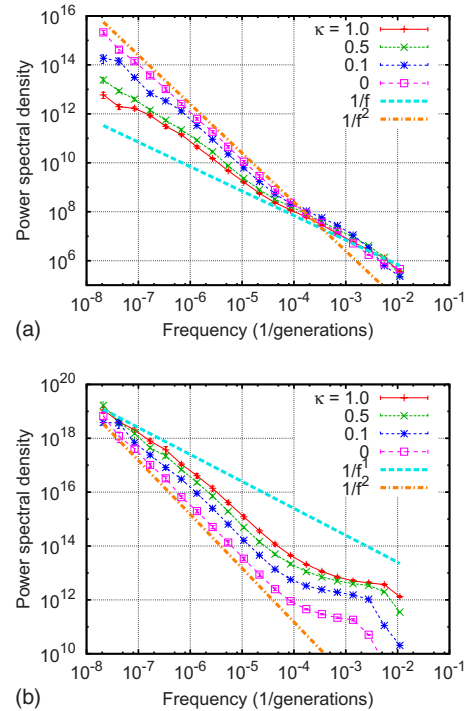 10^16
10^14
10^12
10^10
10^8
10^6
Power spectral density
κ = 1.0
0.5
0.1
0
1/f
1/f^2
10^-8 10^-7 10^-6 10^-5 10^-4 10^-3 10^-2 10^-1
(a) Frequency (1/generations)
10^20
10^18
10^16
10^14
10^12
10^10
Power spectral density
κ = 1.0
0.5
0.1
0
1/f^1
1/f^2
10^-8 10^-7 10^-6 10^-5 10^-4 10^-3 10^-2 10^-1
(b) Frequency (1/generations)